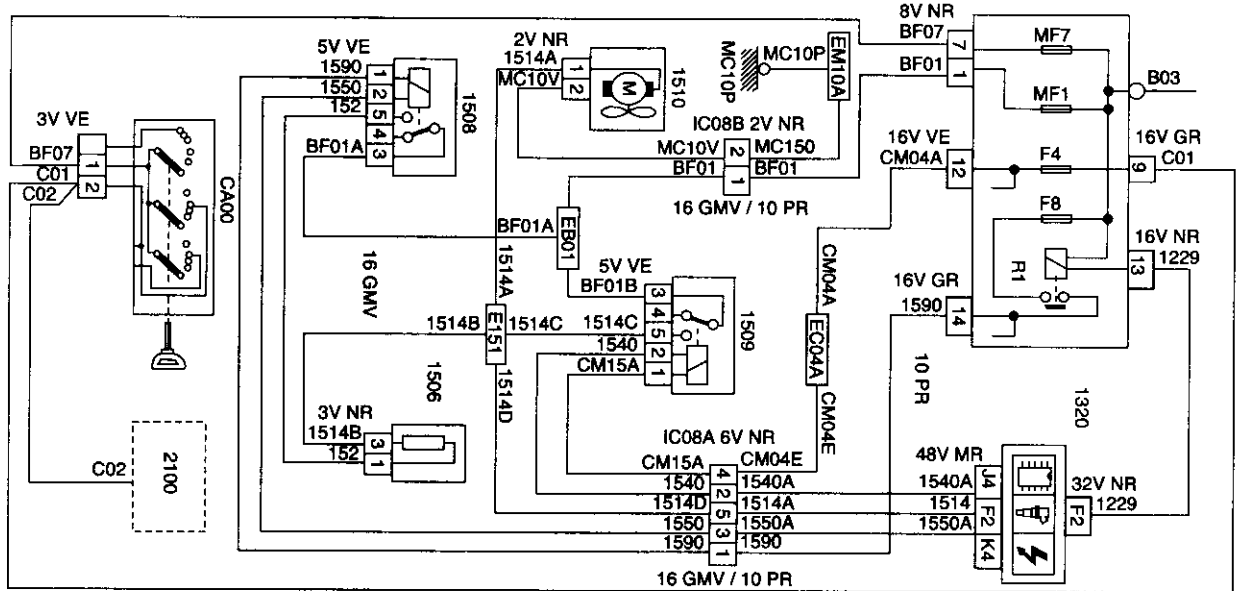 8V NR
BF07
7
MF7
BF01
1
MF1
B03
16V VE
CM04A
12
F4
16V GR
9
C01
F8
16V NR
13
1229
R1
16V GR
1590
14
10 PR
5V VE
1590
1
1550
2
152
5
4
BF01A
3
1508
2V NR
1514A
1
MC10V
2
M
1510
MC10P
MC10P
EM10A
IC08B 2V NR
MC10V
2
MC150
BF01
1
BF01
16 GMV / 10 PR
3V VE
BF07
1
C01
2
C02
CA00
BF01A
EB01
16 GMV
1514A
5V VE
BF01B
3
4
1514B
E151
1514C
1514C
5
1540
2
CM15A
1
1509
CM04A
EC04A
CM04E
1514D
1506
3V NR
1514B
3
152
1
C02
2100
IC08A 6V NR
CM15A
4
CM04E
1540
2
1540A
1514D
5
1514A
1550
3
1550A
1590
1
1590
16 GMV / 10 PR
1320
48V MR
1540A
J4
1514
F2
1550A
K4
32V NR
F2
1229